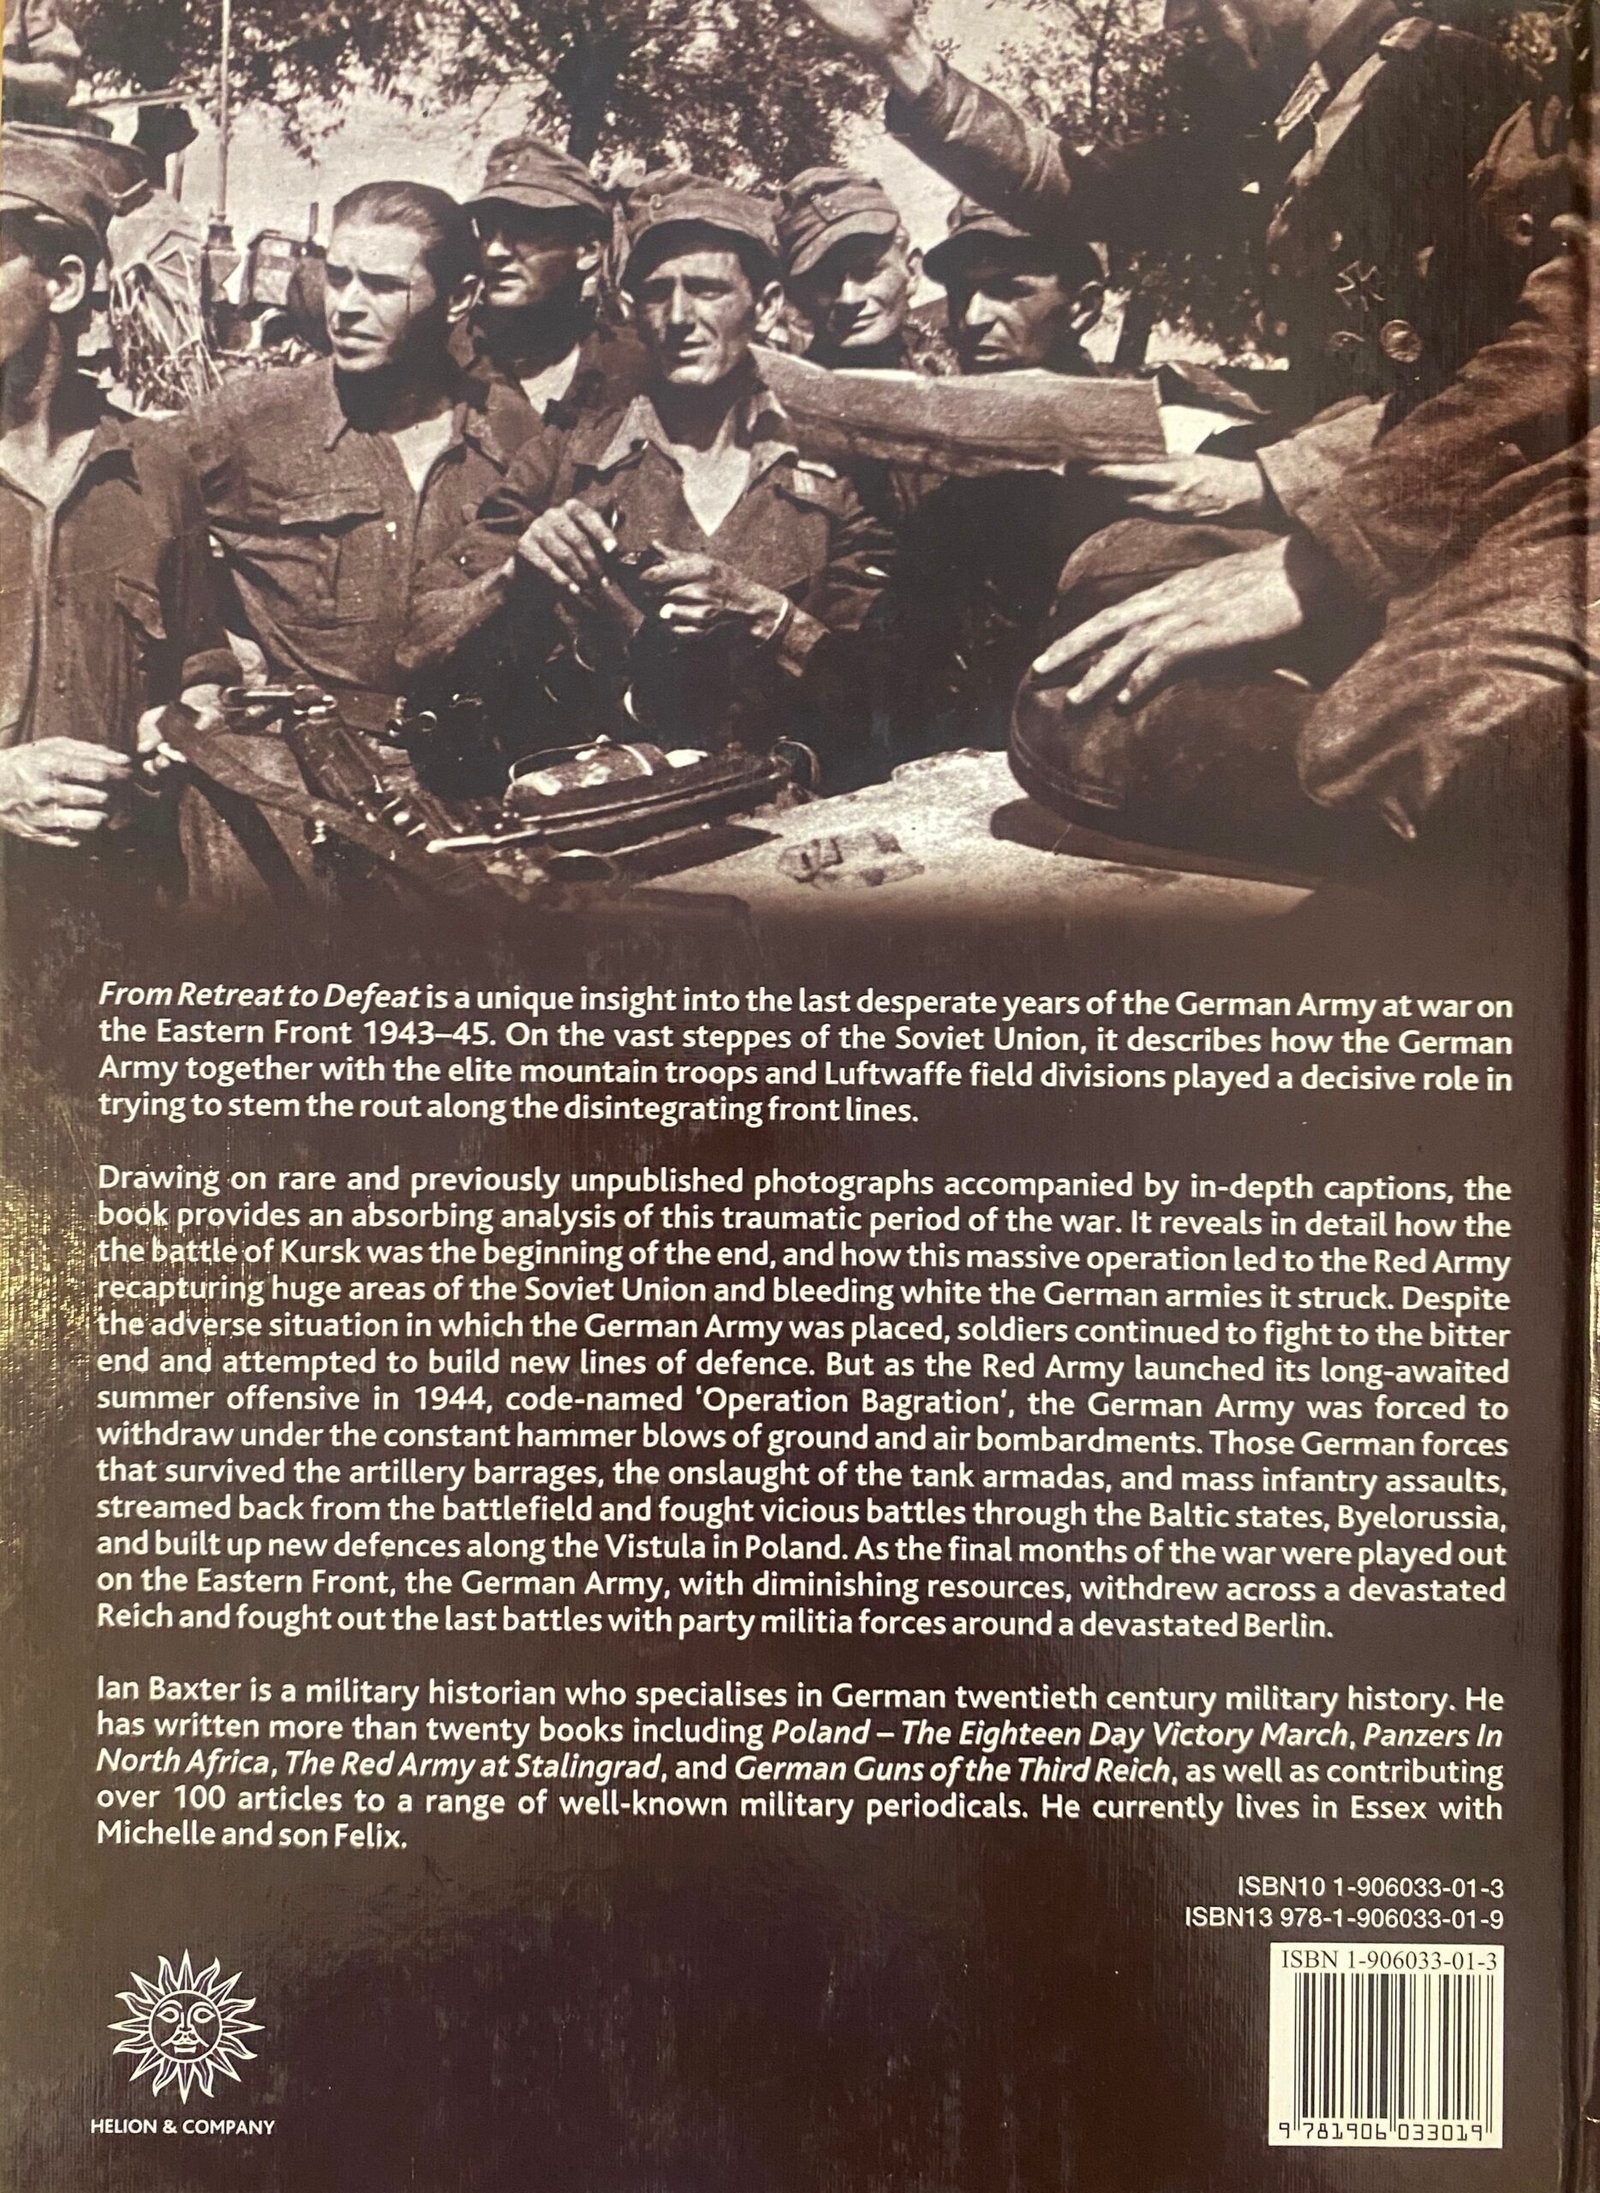 From Retreat to Defeat is a unique insight into the last desperate years of the German Army at war on
the Eastern Front 1943–45. On the vast steppes of the Soviet Union, it describes how the German
Army together with the elite mountain troops and Luftwaffe field divisions played a decisive role in
trying to stem the rout along the disintegrating front lines.
Drawing on rare and previously unpublished photographs accompanied by in-depth captions, the
book provides an absorbing analysis of this traumatic period of the war. It reveals in detail how the
the battle of Kursk was the beginning of the end, and how this massive operation led to the Red Army
recapturing huge areas of the Soviet Union and bleeding white the German armies it struck. Despite
the adverse situation in which the German Army was placed, soldiers continued to fight to the bitter
end and attempted to build new lines of defence. But as the Red Army launched its long-awaited
summer offensive in 1944, code-named ‘Operation Bagration’, the German Army was forced to
withdraw under the constant hammer blows of ground and air bombardments. Those German forces
that survived the artillery barrages, the onslaught of the tank armadas, and mass infantry assaults,
streamed back from the battlefield and fought vicious battles through the Baltic states, Byelorussia,
and built up new defences along the Vistula in Poland. As the final months of the war were played out
on the Eastern Front, the German Army, with diminishing resources, withdrew across a devastated
Reich and fought out the last battles with party militia forces around a devastated Berlin.
Ian Baxter is a military historian who specialises in German twentieth century military history. He
has written more than twenty books including Poland – The Eighteen Day Victory March, Panzers In
North Africa, The Red Army at Stalingrad, and German Guns of the Third Reich, as well as contributing
over 100 articles to a range of well-known military periodicals. He currently lives in Essex with
Michelle and son Felix.
ISBN10 1-906033-01-3
ISBN13 978-1-906033-01-9
ISBN 1-906033-01-3
9 781906 033019
HELION & COMPANY